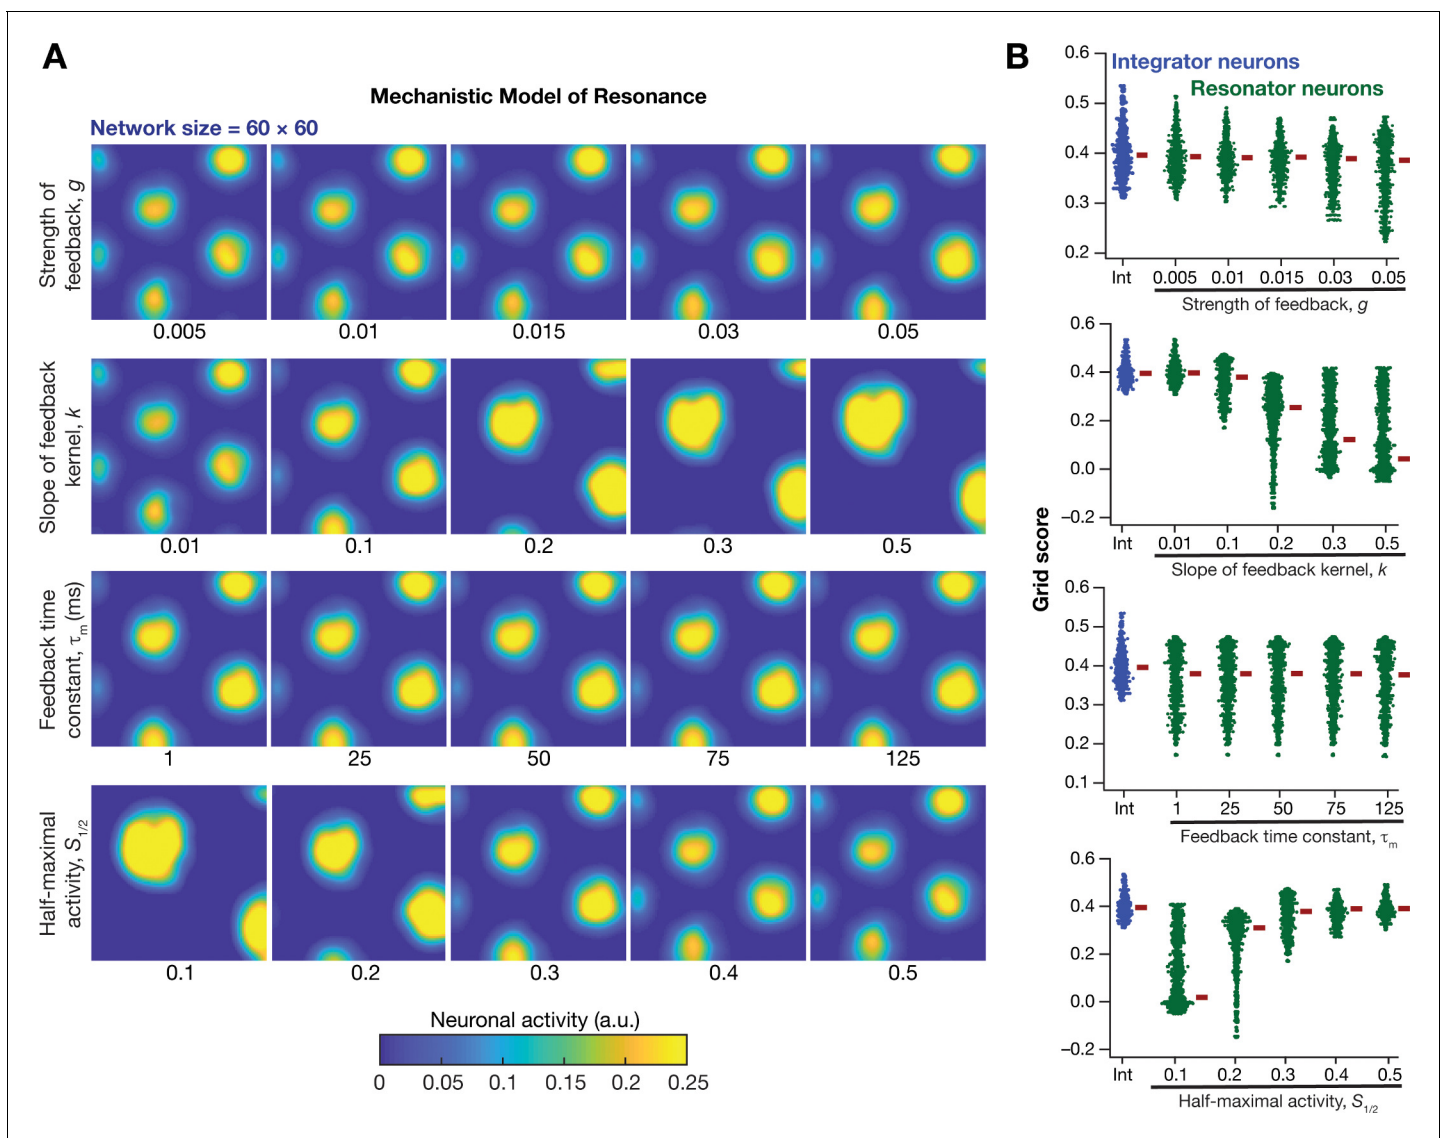 A
Mechanistic Model of Resonance
Network size = 60 × 60
Strength of
feedback, g
0.005 0.01 0.015 0.03 0.05
Slope of feedback
kernel, k
0.01 0.1 0.2 0.3 0.5
Feedback time
constant, τm (ms)
1 25 50 75 125
Half-maximal
activity, S1/2
0.1 0.2 0.3 0.4 0.5
Neuronal activity (a.u.)
0 0.05 0.1 0.15 0.2 0.25
B
Integrator neurons
Resonator neurons
Grid score
0.6
0.5
0.4
0.3
0.2
Int 0.005 0.01 0.015 0.03 0.05
Strength of feedback, g
0.6
0.4
0.2
0.0
−0.2
Int 0.01 0.1 0.2 0.3 0.5
Slope of feedback kernel, k
0.6
0.5
0.4
0.3
0.2
0.1
Int 1 25 50 75 125
Feedback time constant, τm
0.6
0.4
0.2
0.0
−0.2
Int 0.1 0.2 0.3 0.4 0.5
Half-maximal activity, S1/2